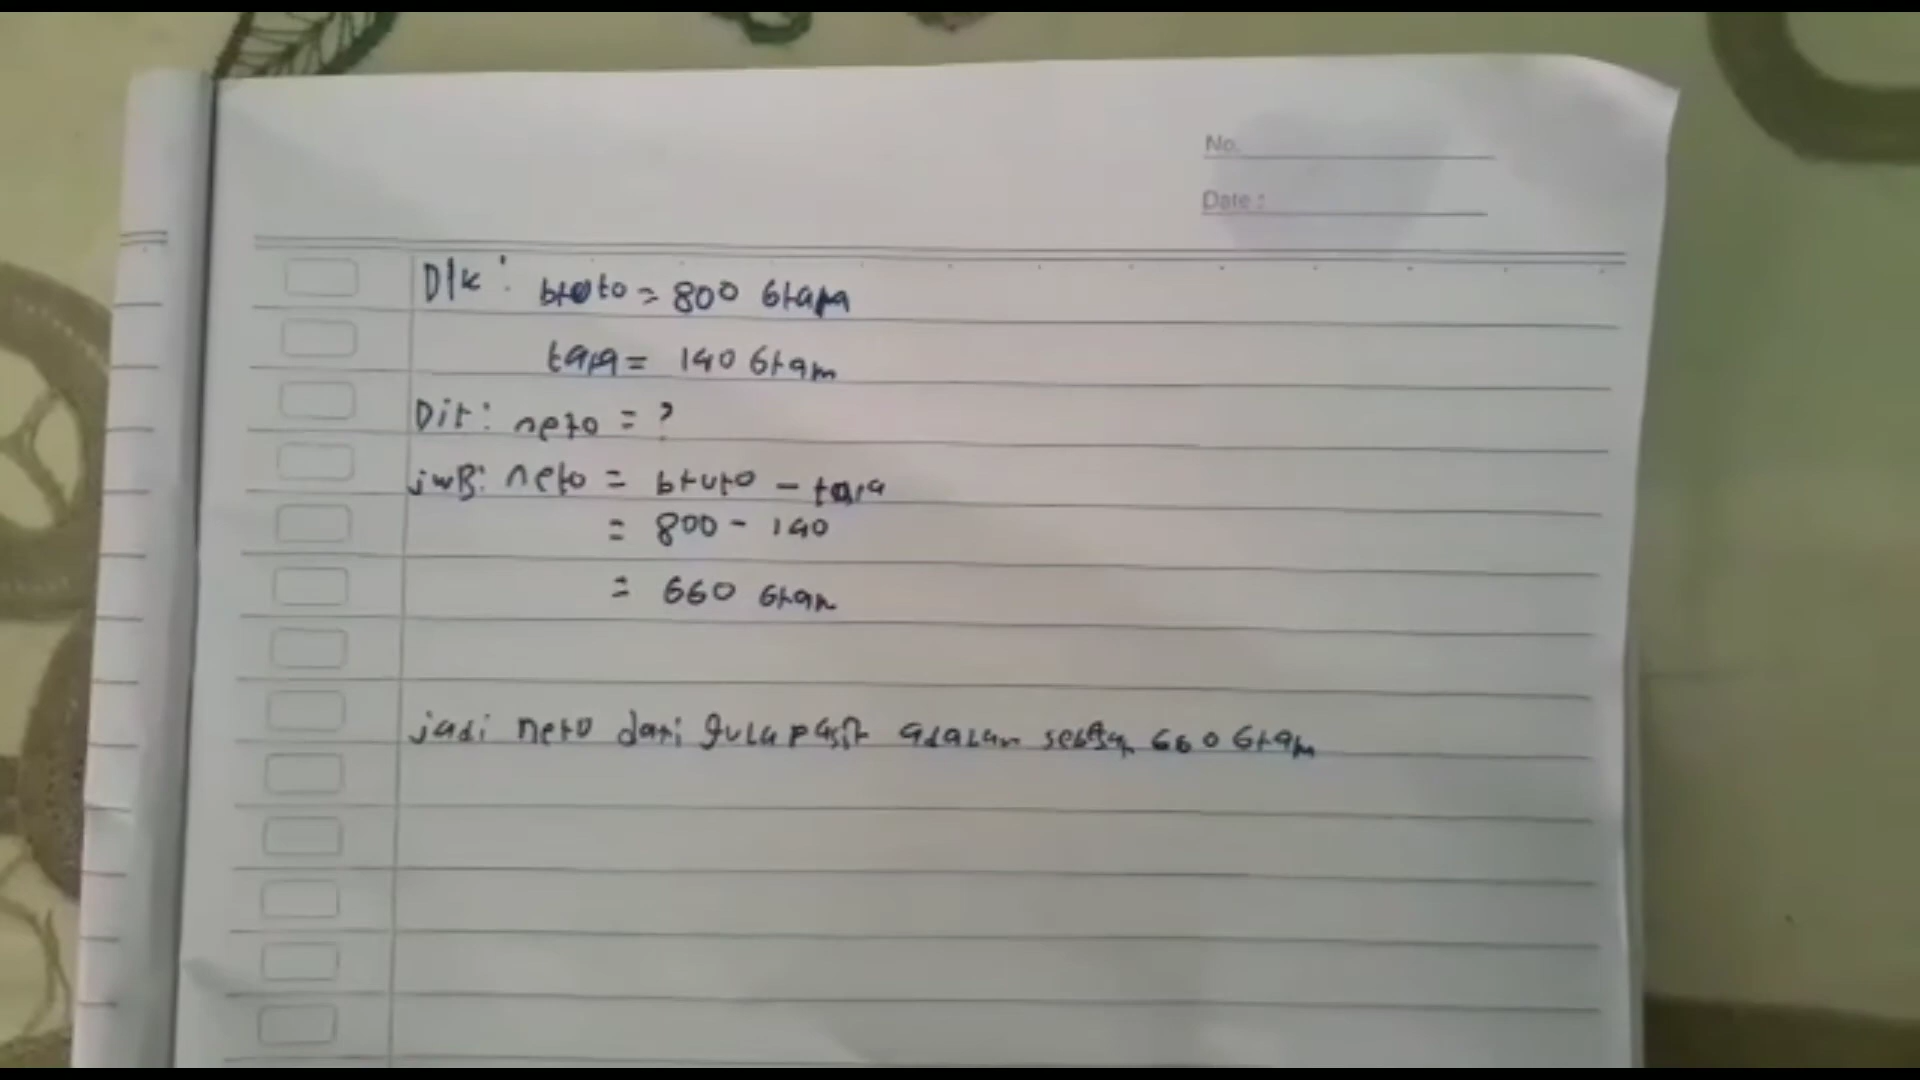 No.
Date :
D/k : bruto = 800 Gram
tara = 140 Gram
Dit : neto = ?
jwB: neto = bruto - tara
= 800 - 140
= 660 Gram
jadi neto dari gula pasir adalah sebesar 660 Gram